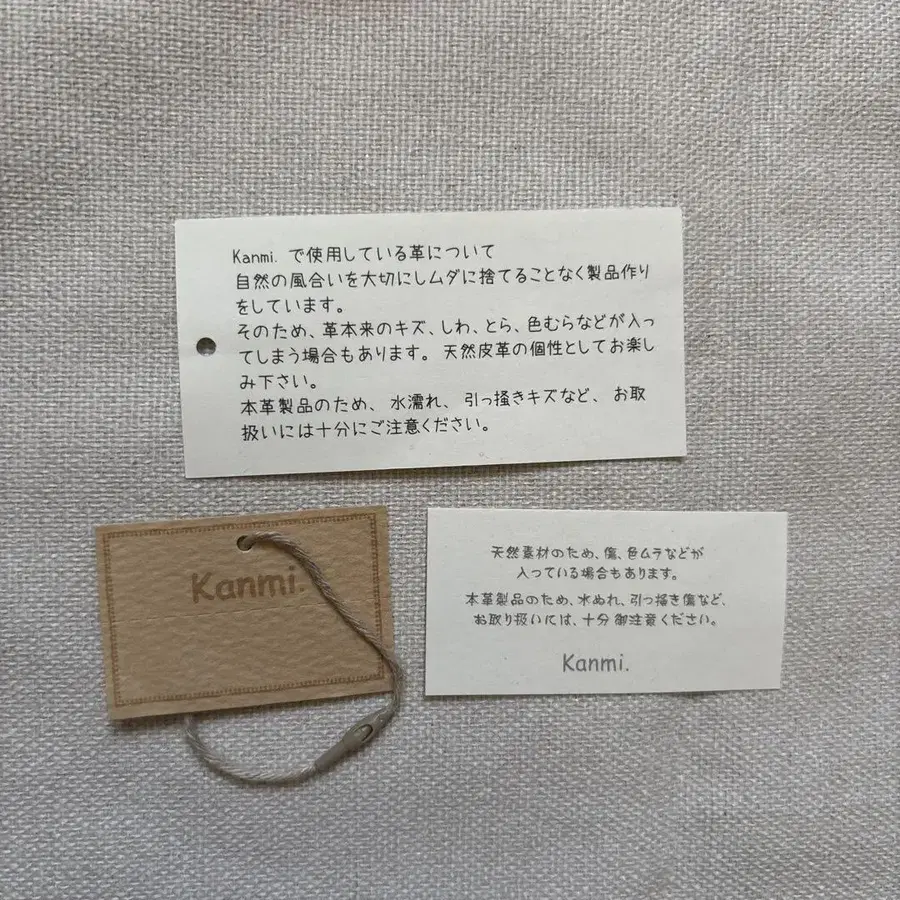 Kanmi. で使用している革について
自然の風合いを大切にしムダに捨てることなく製品作り
をしています。
そのため、革本来のキズ、しわ、とら、色むらなどが入っ
てしまう場合もあります。 天然皮革の個性としてお楽し
み下さい。
本革製品のため、 水濡れ、 引っ掻きキズなど、 お取
扱いには十分にご注意ください。
Kanmi.
天然素材のため、傷、色ムラなどが
入っている場合もあります。
本革製品のため、水ぬれ、引っ掻き傷など、
お取り扱いには、十分御注意ください。
Kanmi.